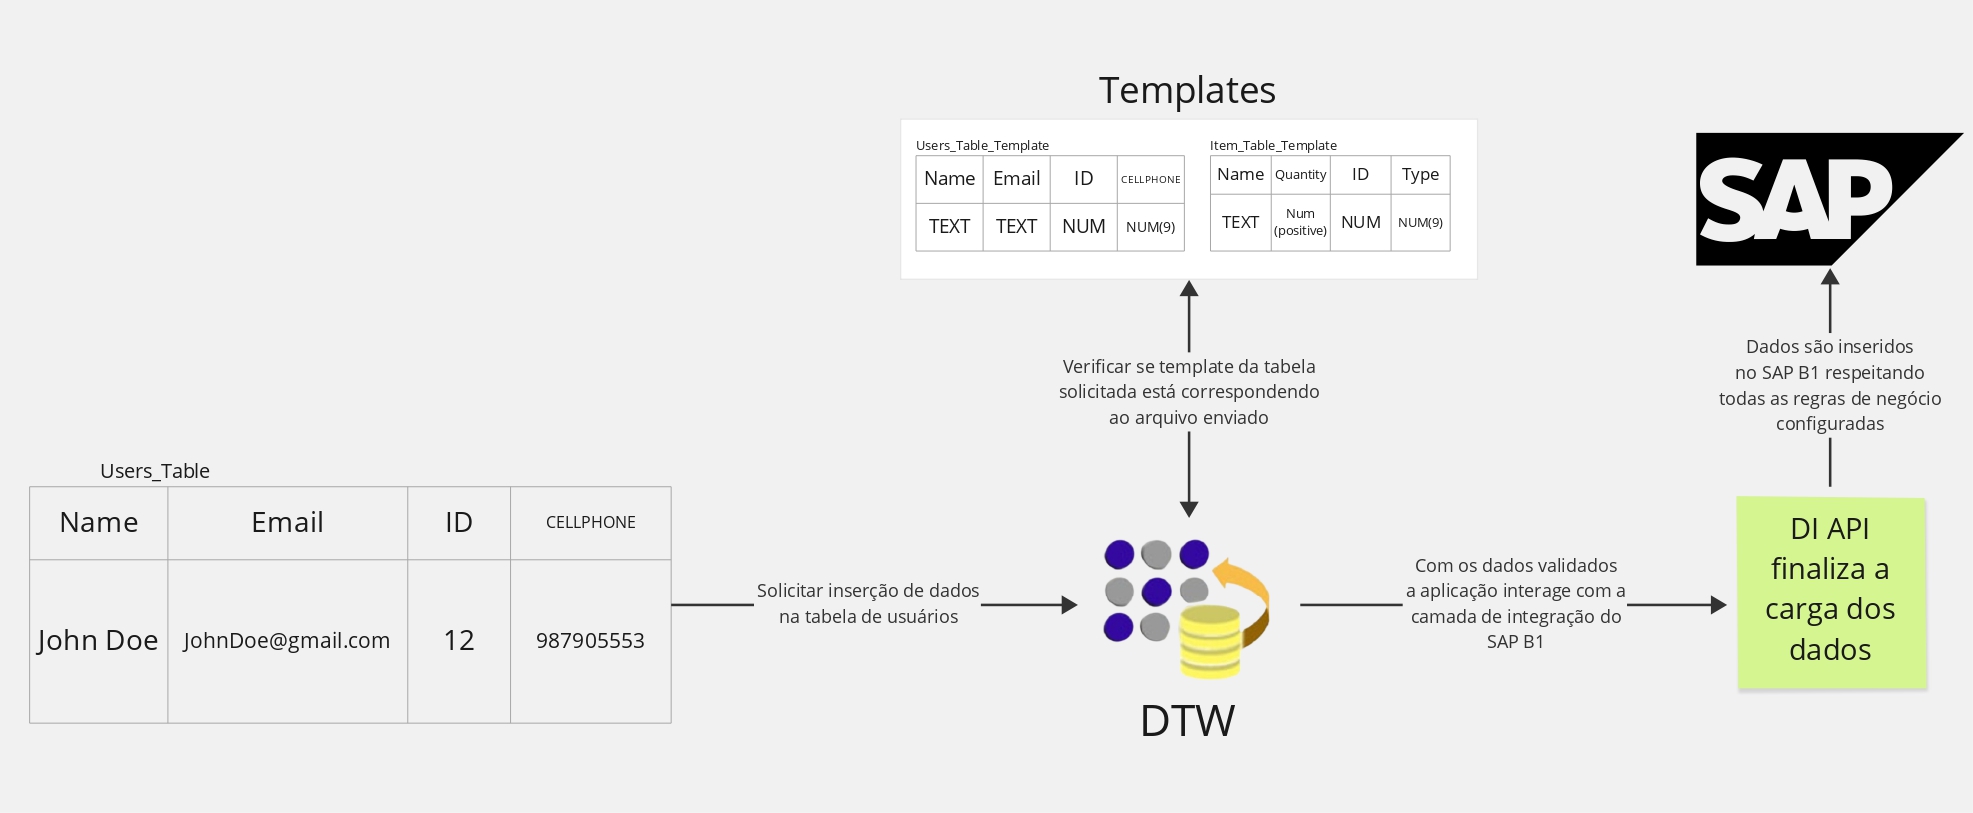 Templates
Users_Table_Template
Name Email ID CELLPHONE
TEXT TEXT NUM NUM(9)
Item_Table_Template
Name Quantity ID Type
TEXT Num (positive) NUM NUM(9)
SAP
Verificar se template da tabela
solicitada está correspondendo
ao arquivo enviado
Dados são inseridos
no SAP B1 respeitando
todas as regras de negócio
configuradas
Users_Table
Name Email ID CELLPHONE
John Doe JohnDoe@gmail.com 12 987905553
Solicitar inserção de dados
na tabela de usuários
DTW
Com os dados validados
a aplicação interage com a
camada de integração do
SAP B1
DI API
finaliza a
carga dos
dados